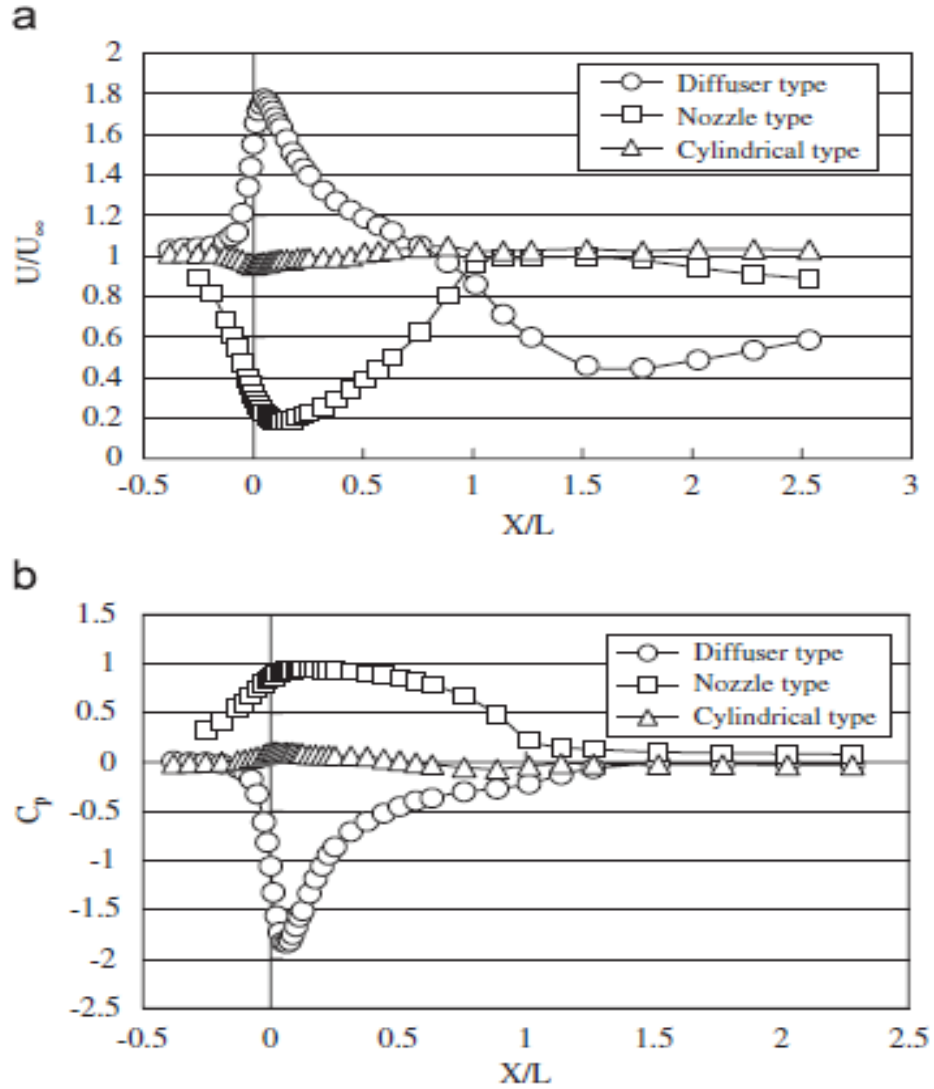 a
2
1.8
1.6
1.4
1.2
1
0.8
0.6
0.4
0.2
0
U/U∞
Diffuser type
Nozzle type
Cylindrical type
-0.5 0 0.5 1 1.5 2 2.5 3
X/L
b
1.5
1
0.5
0
-0.5
-1
-1.5
-2
-2.5
Cp
Diffuser type
Nozzle type
Cylindrical type
-0.5 0 0.5 1 1.5 2 2.5
X/L